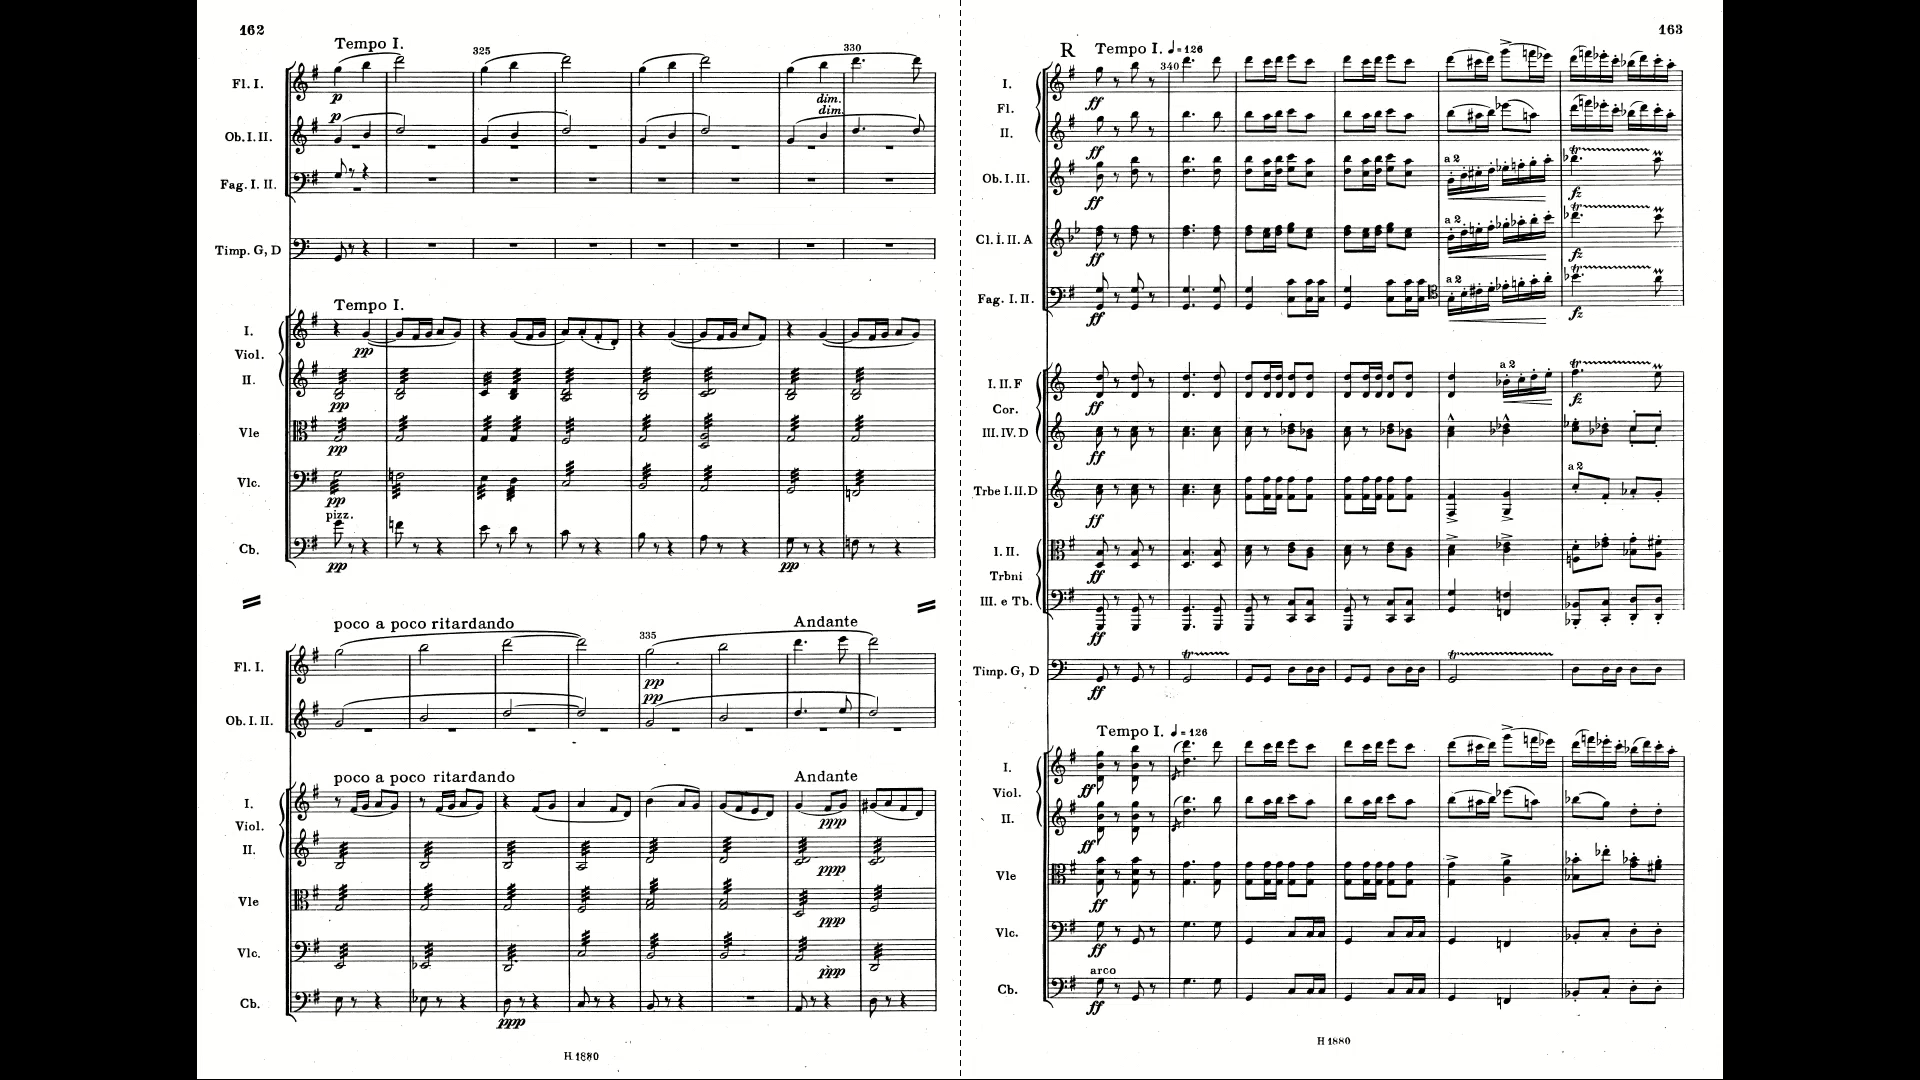 162
Tempo I.
325
330
Fl. I.
p
dim.
p
dim.
Ob. I. II.
Fag. I. II.
Timp. G, D
Tempo I.
I.
pp
Viol.
II.
pp
Vle
pp
Vlc.
pp
pizz.
Cb.
pp
pp
poco a poco ritardando
Andante
335
Fl. I.
pp
pp
Ob. I. II.
poco a poco ritardando
Andante
I.
ppp
Viol.
II.
ppp
Vle
ppp
Vlc.
ppp
Cb.
ppp
H 1880
163
R Tempo I. ♩=126
340
I.
ff
Fl.
II.
ff
Ob. I. II.
a 2
ff
fz
tr
Cl. I. II. A
a 2
ff
fz
tr
Fag. I. II.
a 2
ff
fz
I. II. F
a 2
tr
ff
fz
Cor.
III. IV. D
ff
Trbe I. II. D
a 2
ff
I. II.
ff
Trbni
III. e Tb.
ff
Timp. G, D
tr
tr
ff
Tempo I. ♩=126
I.
ff
Viol.
II.
ff
Vle
ff
Vlc.
ff
arco
Cb.
ff
H 1880